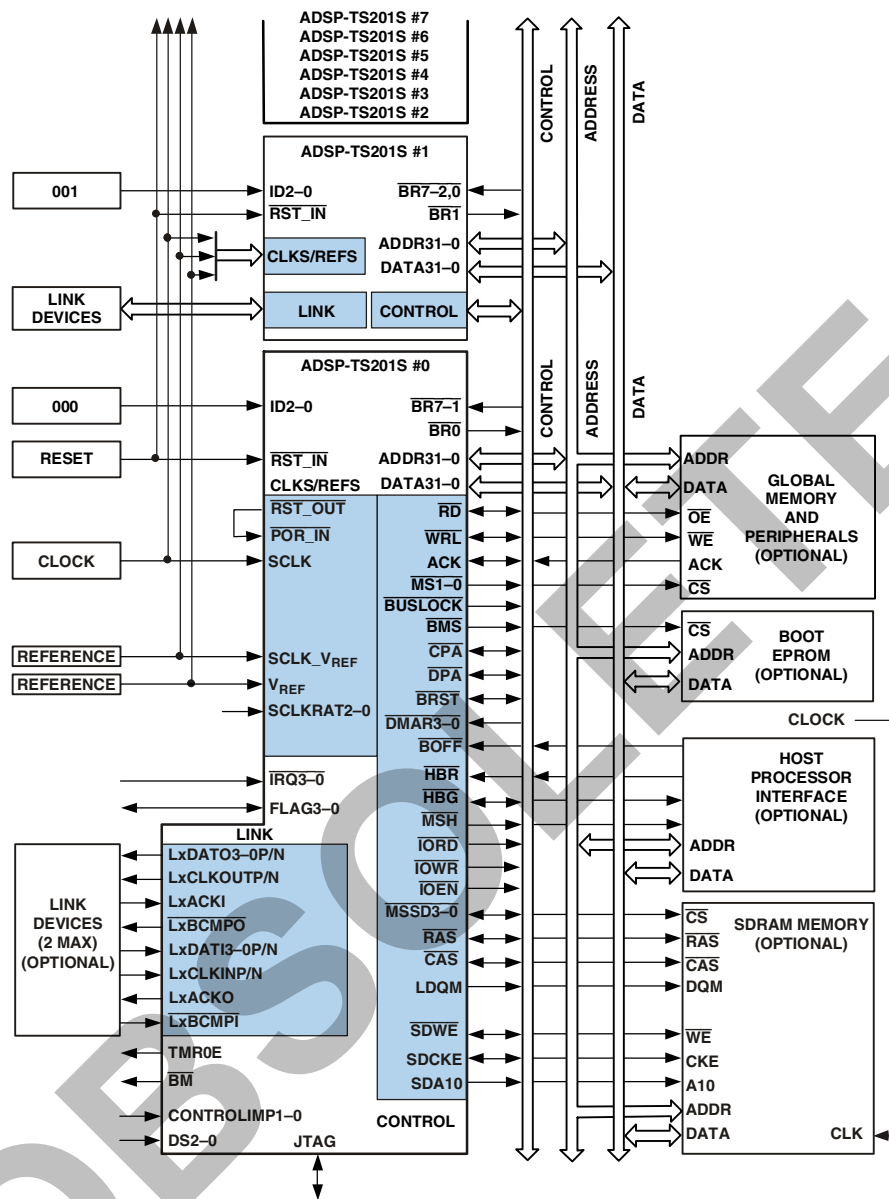 ADSP-TS201S #7
ADSP-TS201S #6
ADSP-TS201S #5
ADSP-TS201S #4
ADSP-TS201S #3
ADSP-TS201S #2
CONTROL
ADDRESS
DATA
ADSP-TS201S #1
001
ID2–0
BR7–2,0
RST_IN
BR1
ADDR31–0
CLKS/REFS
DATA31–0
LINK
DEVICES
LINK
CONTROL
ADSP-TS201S #0
CONTROL
ADDRESS
DATA
000
ID2–0
BR7–1
BR0
RESET
RST_IN
ADDR31–0
CLKS/REFS
DATA31–0
RST_OUT
POR_IN
CLOCK
SCLK
REFERENCE
SCLK_VREF
REFERENCE
VREF
SCLKRAT2–0
RD
WRL
ACK
MS1–0
BUSLOCK
BMS
CPA
DPA
BRST
DMAR3–0
BOFF
HBR
HBG
MSH
IORD
IOWR
IOEN
MSSD3–0
RAS
CAS
LDQM
SDWE
SDCKE
SDA10
CONTROL
IRQ3–0
FLAG3–0
LINK
LINK
DEVICES
(2 MAX)
(OPTIONAL)
LxDATO3–0P/N
LxCLKOUTP/N
LxACKI
LxBCMPO
LxDATI3–0P/N
LxCLKINP/N
LxACKO
LxBCMPI
TMR0E
BM
CONTROLIMP1–0
DS2–0
JTAG
ADDR
DATA
OE
WE
ACK
CS
GLOBAL
MEMORY
AND
PERIPHERALS
(OPTIONAL)
CS
ADDR
DATA
BOOT
EPROM
(OPTIONAL)
CLOCK
HOST
PROCESSOR
INTERFACE
(OPTIONAL)
ADDR
DATA
SDRAM MEMORY
(OPTIONAL)
CS
RAS
CAS
DQM
WE
CKE
A10
ADDR
DATA
CLK
OBSOLETE